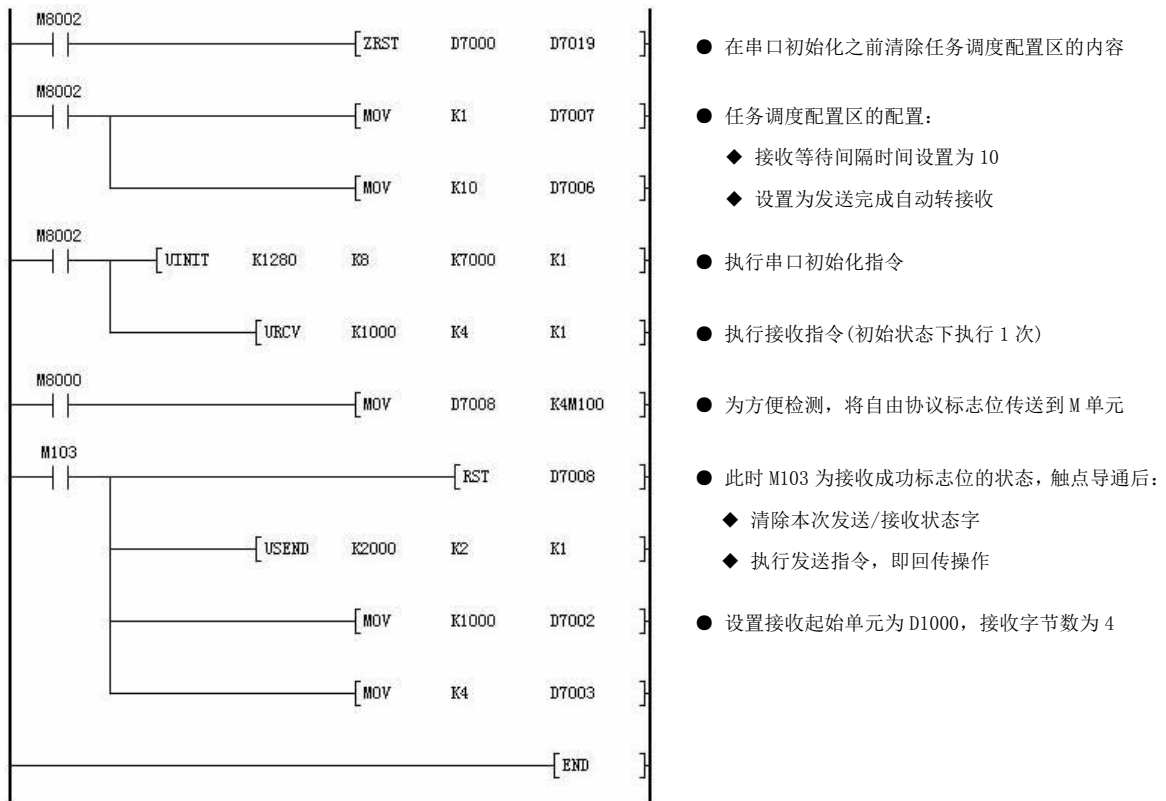 M8002
ZRST D7000 D7019
● 在串口初始化之前清除任务调度配置区的内容
M8002
MOV K1 D7007
● 任务调度配置区的配置：
◆ 接收等待间隔时间设置为 10
MOV K10 D7006
◆ 设置为发送完成自动转接收
M8002
UINIT K1280 K8 K7000 K1
● 执行串口初始化指令
URCV K1000 K4 K1
● 执行接收指令(初始状态下执行 1 次)
M8000
MOV D7008 K4M100
● 为方便检测，将自由协议标志位传送到 M 单元
M103
RST D7008
● 此时 M103 为接收成功标志位的状态，触点导通后：
◆ 清除本次发送/接收状态字
USEND K2000 K2 K1
◆ 执行发送指令，即回传操作
MOV K1000 D7002
● 设置接收起始单元为 D1000，接收字节数为 4
MOV K4 D7003
END